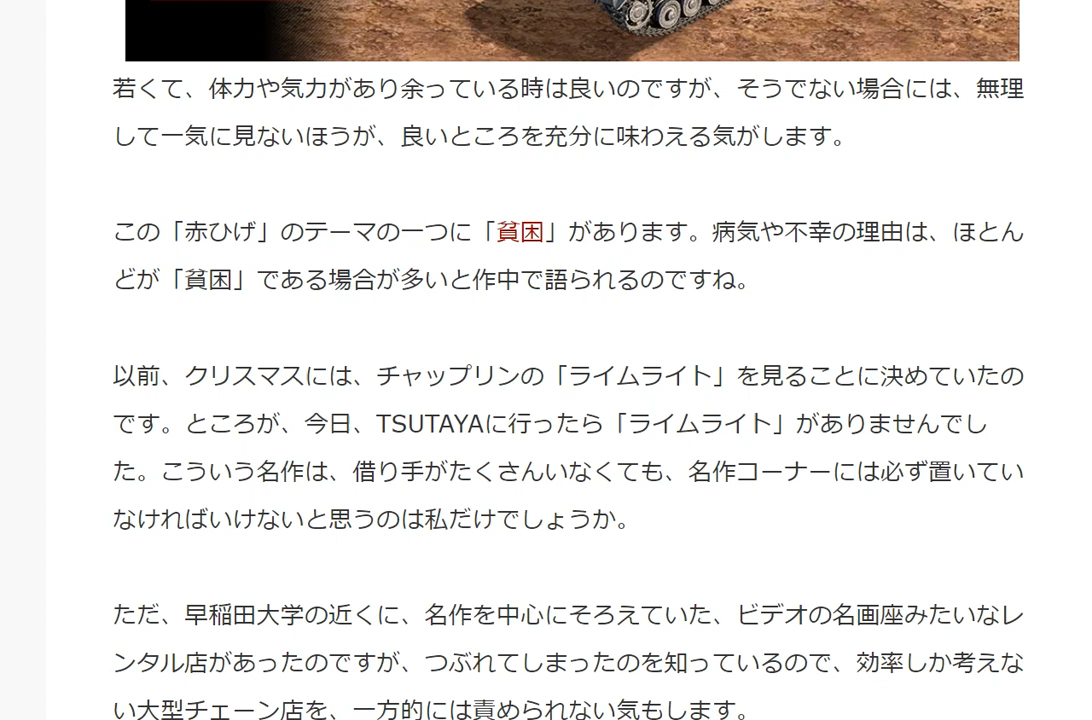 若くて、体力や気力があり余っている時は良いのですが、そうでない場合には、無理
して一気に見ないほうが、良いところを充分に味わえる気がします。
この「赤ひげ」のテーマの一つに「貧困」があります。病気や不幸の理由は、ほとん
どが「貧困」である場合が多いと作中で語られるのですね。
以前、クリスマスには、チャップリンの「ライムライト」を見ることに決めていたの
です。ところが、今日、TSUTAYAに行ったら「ライムライト」がありませんでし
た。こういう名作は、借り手がたくさんいなくても、名作コーナーには必ず置いてい
なければいけないと思うのは私だけでしょうか。
ただ、早稲田大学の近くに、名作を中心にそろえていた、ビデオの名画座みたいなレ
ンタル店があったのですが、つぶれてしまったのを知っているので、効率しか考えな
い大型チェーン店を、一方的には責められない気もします。